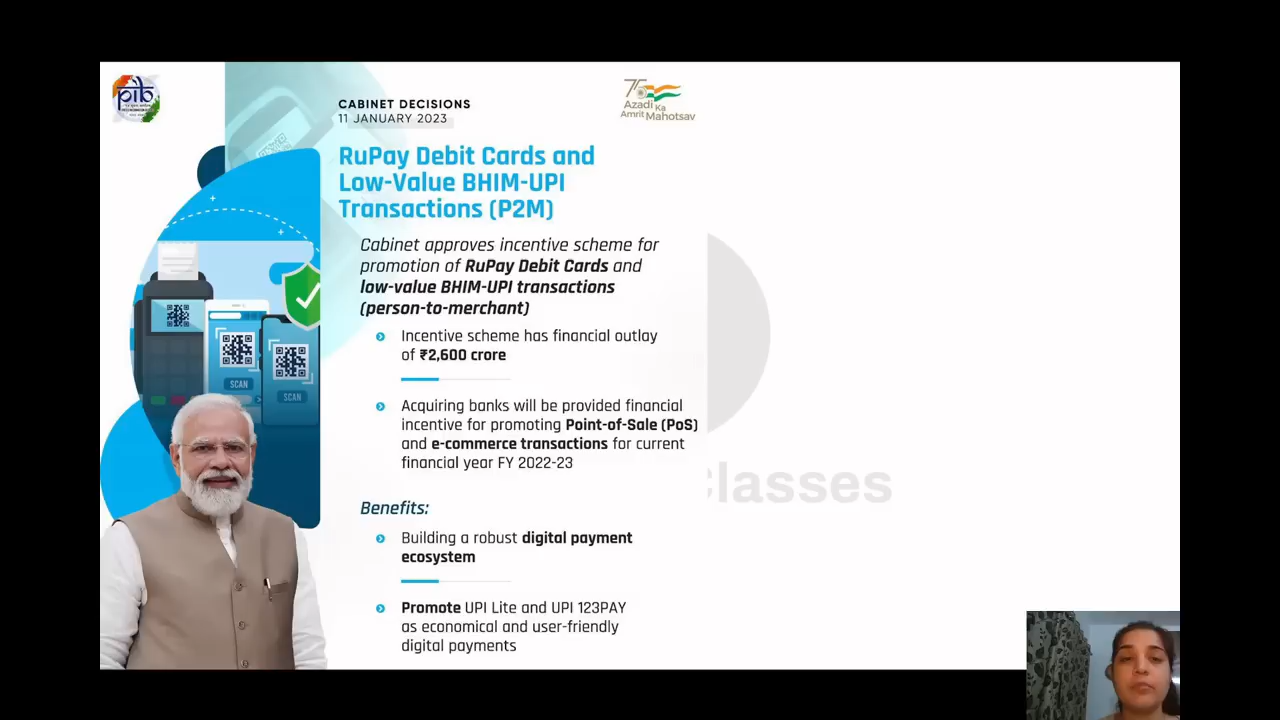 pib
CABINET DECISIONS
11 JANUARY 2023
75
Azadi Ka
Amrit Mahotsav
RuPay Debit Cards and
Low-Value BHIM-UPI
Transactions (P2M)
Cabinet approves incentive scheme for
promotion of RuPay Debit Cards and
low-value BHIM-UPI transactions
(person-to-merchant)
Incentive scheme has financial outlay
of ₹2,600 crore
Acquiring banks will be provided financial
incentive for promoting Point-of-Sale (PoS)
and e-commerce transactions for current
financial year FY 2022-23
Benefits:
Building a robust digital payment
ecosystem
Promote UPI Lite and UPI 123PAY
as economical and user-friendly
digital payments
SCAN
SCAN
Classes